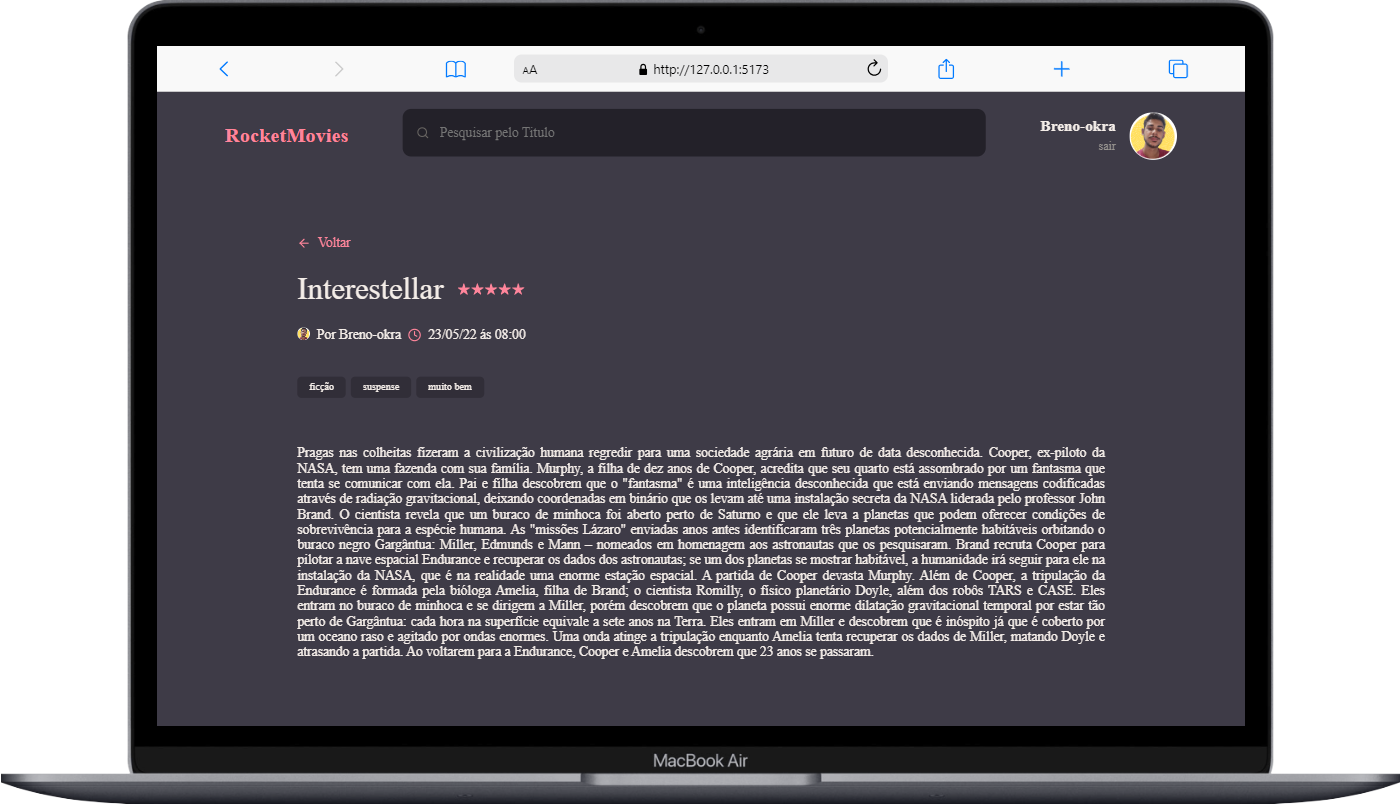 AA
http://127.0.0.1:5173
RocketMovies
Pesquisar pelo Titulo
Breno-okra
sair
Voltar
Interestellar
Por Breno-okra 23/05/22 ás 08:00
ficção suspense muito bem
Pragas nas colheitas fizeram a civilização humana regredir para uma sociedade agrária em futuro de data desconhecida. Cooper, ex-piloto da
NASA, tem uma fazenda com sua família. Murphy, a filha de dez anos de Cooper, acredita que seu quarto está assombrado por um fantasma que
tenta se comunicar com ela. Pai e filha descobrem que o "fantasma" é uma inteligência desconhecida que está enviando mensagens codificadas
através de radiação gravitacional, deixando coordenadas em binário que os levam até uma instalação secreta da NASA liderada pelo professor John
Brand. O cientista revela que um buraco de minhoca foi aberto perto de Saturno e que ele leva a planetas que podem oferecer condições de
sobrevivência para a espécie humana. As "missões Lázaro" enviadas anos antes identificaram três planetas potencialmente habitáveis orbitando o
buraco negro Gargântua: Miller, Edmunds e Mann – nomeados em homenagem aos astronautas que os pesquisaram. Brand recruta Cooper para
pilotar a nave espacial Endurance e recuperar os dados dos astronautas; se um dos planetas se mostrar habitável, a humanidade irá seguir para ele na
instalação da NASA, que é na realidade uma enorme estação espacial. A partida de Cooper devasta Murphy. Além de Cooper, a tripulação da
Endurance é formada pela bióloga Amelia, filha de Brand; o cientista Romilly, o físico planetário Doyle, além dos robôs TARS e CASE. Eles
entram no buraco de minhoca e se dirigem a Miller, porém descobrem que o planeta possui enorme dilatação gravitacional temporal por estar tão
perto de Gargântua: cada hora na superfície equivale a sete anos na Terra. Eles entram em Miller e descobrem que é inóspito já que é coberto por
um oceano raso e agitado por ondas enormes. Uma onda atinge a tripulação enquanto Amelia tenta recuperar os dados de Miller, matando Doyle e
atrasando a partida. Ao voltarem para a Endurance, Cooper e Amelia descobrem que 23 anos se passaram.
MacBook Air